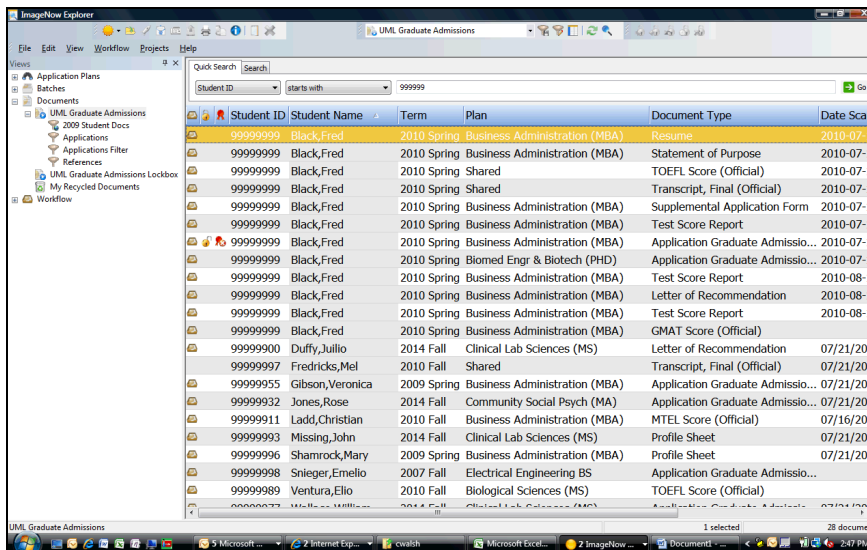 ImageNow Explorer
UML Graduate Admissions
File Edit View Workflow Projects Help
Views
Application Plans
Batches
Documents
UML Graduate Admissions
2009 Student Docs
Applications
Applications Filter
References
UML Graduate Admissions Lockbox
My Recycled Documents
Workflow
Quick Search Search
Student ID starts with 999999 Go
Student ID Student Name Term Plan Document Type Date Sca
99999999 Black,Fred 2010 Spring Business Administration (MBA) Resume 2010-07-
99999999 Black,Fred 2010 Spring Business Administration (MBA) Statement of Purpose 2010-07-
99999999 Black,Fred 2010 Spring Shared TOEFL Score (Official) 2010-07-
99999999 Black,Fred 2010 Spring Shared Transcript, Final (Official) 2010-07-
99999999 Black,Fred 2010 Spring Business Administration (MBA) Supplemental Application Form 2010-07-
99999999 Black,Fred 2010 Spring Business Administration (MBA) Test Score Report 2010-07-
99999999 Black,Fred 2010 Spring Business Administration (MBA) Application Graduate Admissio... 2010-07-
99999999 Black,Fred 2010 Spring Biomed Engr & Biotech (PHD) Application Graduate Admissio... 2010-07-
99999999 Black,Fred 2010 Spring Business Administration (MBA) Test Score Report 2010-08-
99999999 Black,Fred 2010 Spring Business Administration (MBA) Letter of Recommendation 2010-08-
99999999 Black,Fred 2010 Spring Business Administration (MBA) Test Score Report 2010-08-
99999999 Black,Fred 2010 Spring Business Administration (MBA) GMAT Score (Official)
99999900 Duffy,Juilio 2014 Fall Clinical Lab Sciences (MS) Letter of Recommendation 07/21/20
99999997 Fredricks,Mel 2010 Fall Shared Transcript, Final (Official) 07/21/20
99999955 Gibson,Veronica 2009 Spring Business Administration (MBA) Application Graduate Admissio... 07/21/20
99999932 Jones,Rose 2014 Fall Community Social Psych (MA) Application Graduate Admissio... 07/21/20
99999911 Ladd,Christian 2010 Fall Business Administration (MBA) MTEL Score (Official) 07/16/20
99999993 Missing,John 2014 Fall Clinical Lab Sciences (MS) Profile Sheet 07/21/20
99999996 Shamrock,Mary 2009 Spring Business Administration (MBA) Profile Sheet 07/21/20
99999998 Snieger,Emelio 2007 Fall Electrical Engineering BS Application Graduate Admissio...
99999989 Ventura,Elio 2010 Fall Biological Sciences (MS) TOEFL Score (Official) 07/21/20
UML Graduate Admissions 1 selected 28 docume
5 Microsoft ... 2 Internet Exp... cwalsh Microsoft Excel... 2 ImageNow ... Document1 - ... 2:47 PM